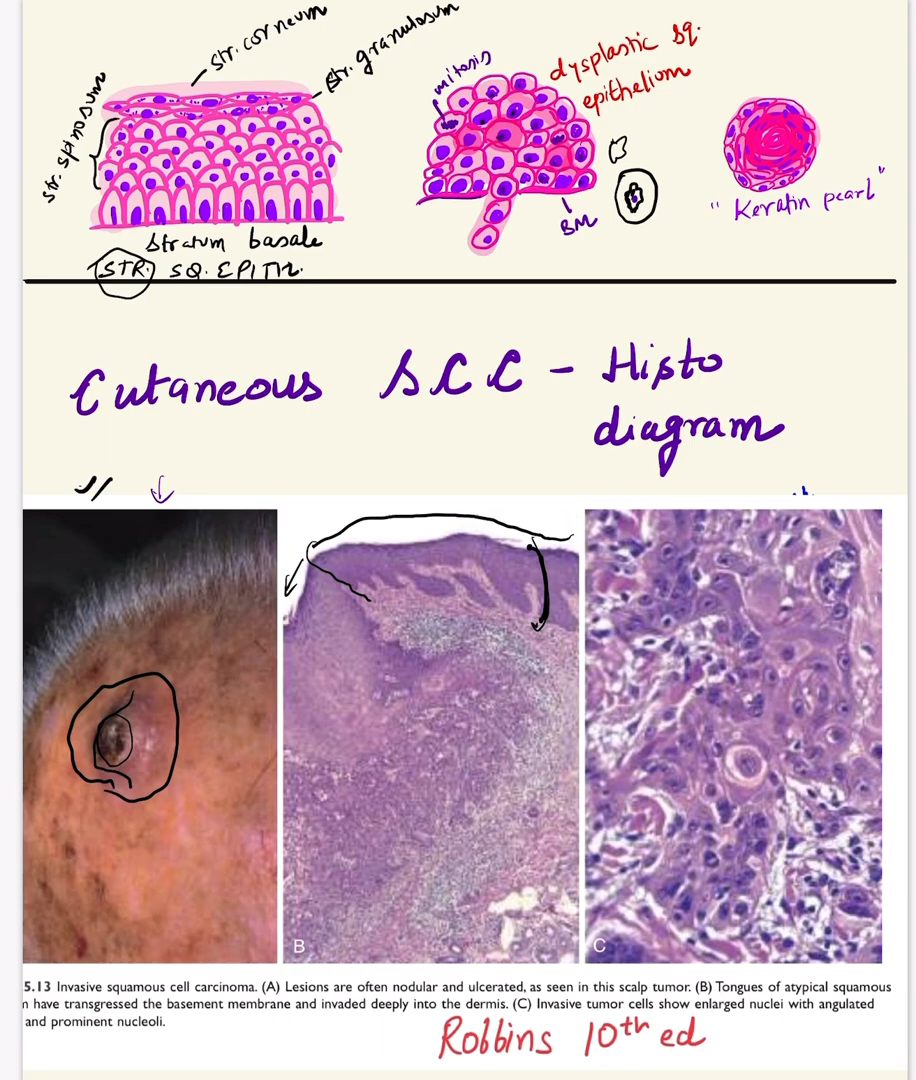 str. corneum
str. granulosum
str. spinosum
stratum basale
STR. SQ. EPITH.
mitosis
dysplastic sq.
epithelium
BM
"Keratin pearl"
Cutaneous SCC - Histo
diagram
B
C
5.13 Invasive squamous cell carcinoma. (A) Lesions are often nodular and ulcerated, as seen in this scalp tumor. (B) Tongues of atypical squamous
have transgressed the basement membrane and invaded deeply into the dermis. (C) Invasive tumor cells show enlarged nuclei with angulated
and prominent nucleoli.
Robbins 10th ed